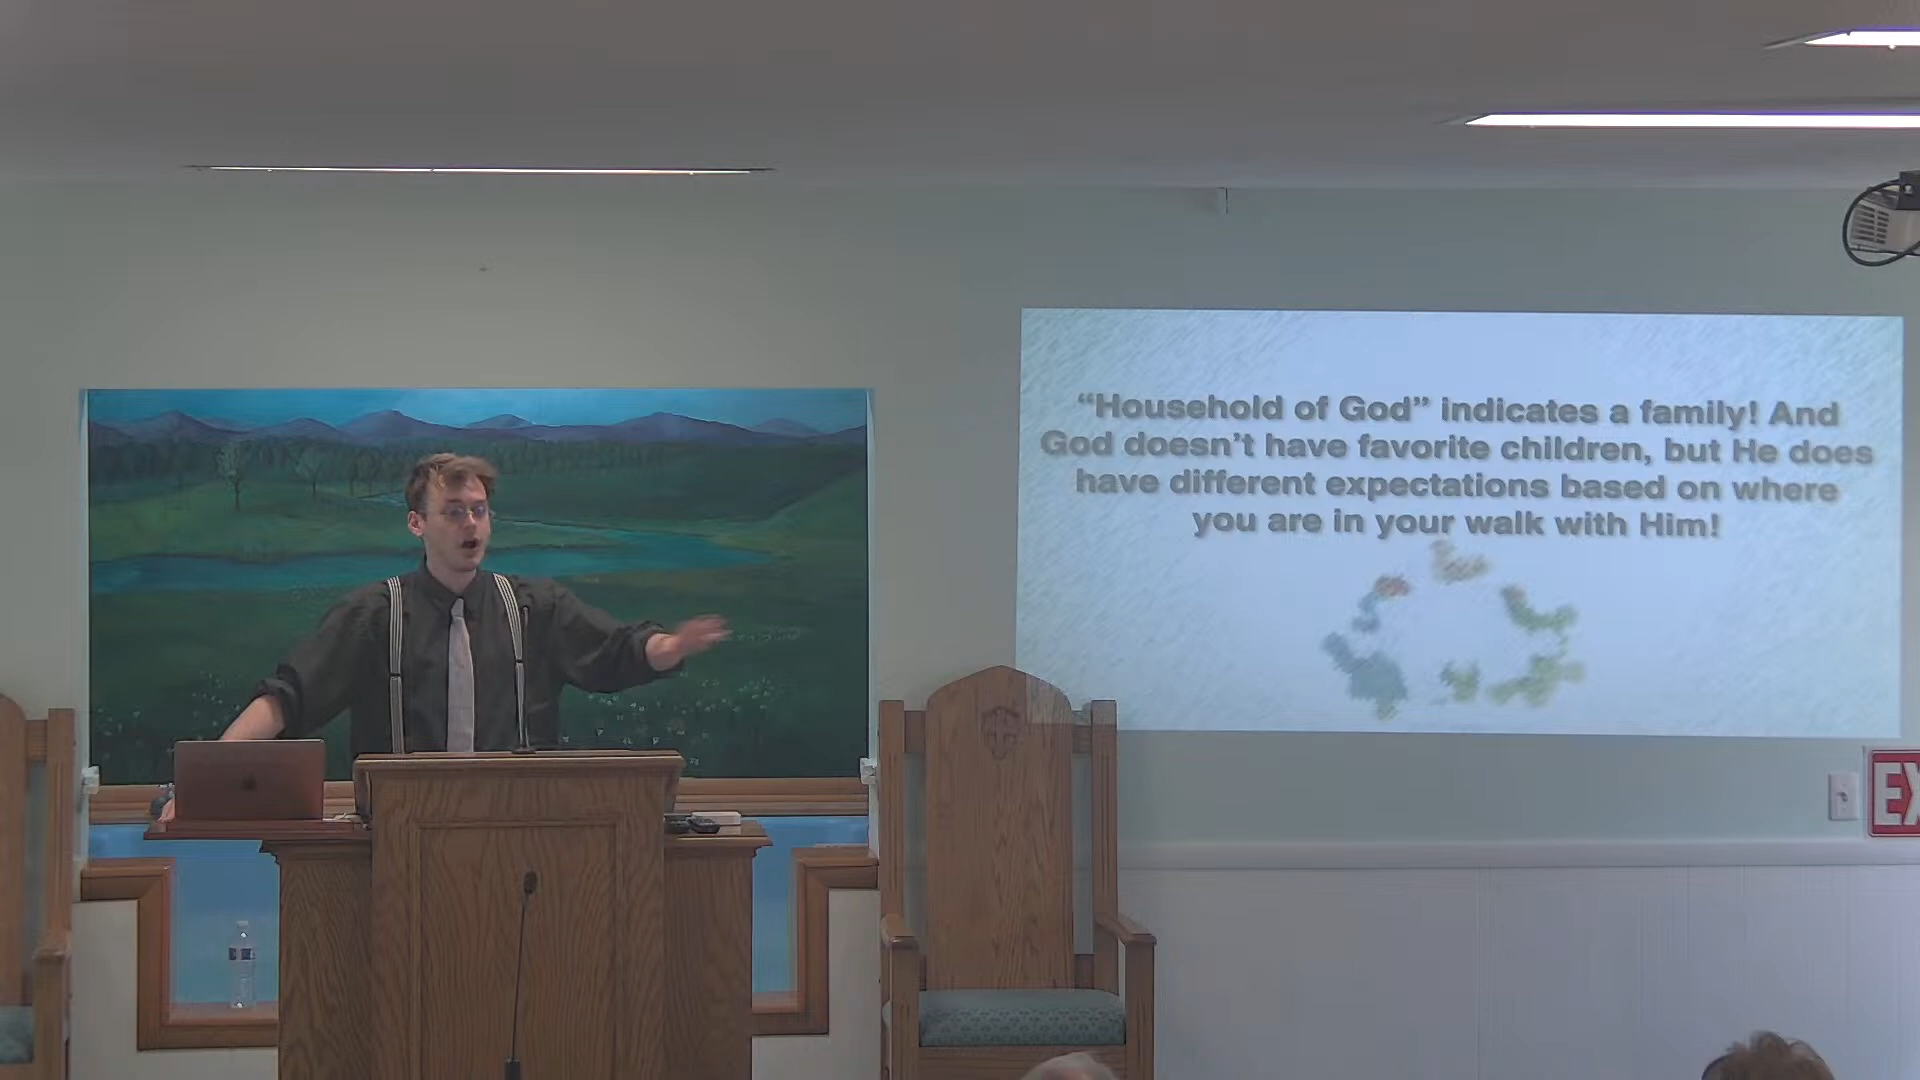 “Household of God” indicates a family! And
God doesn’t have favorite children, but He does
have different expectations based on where
you are in your walk with Him!
EX